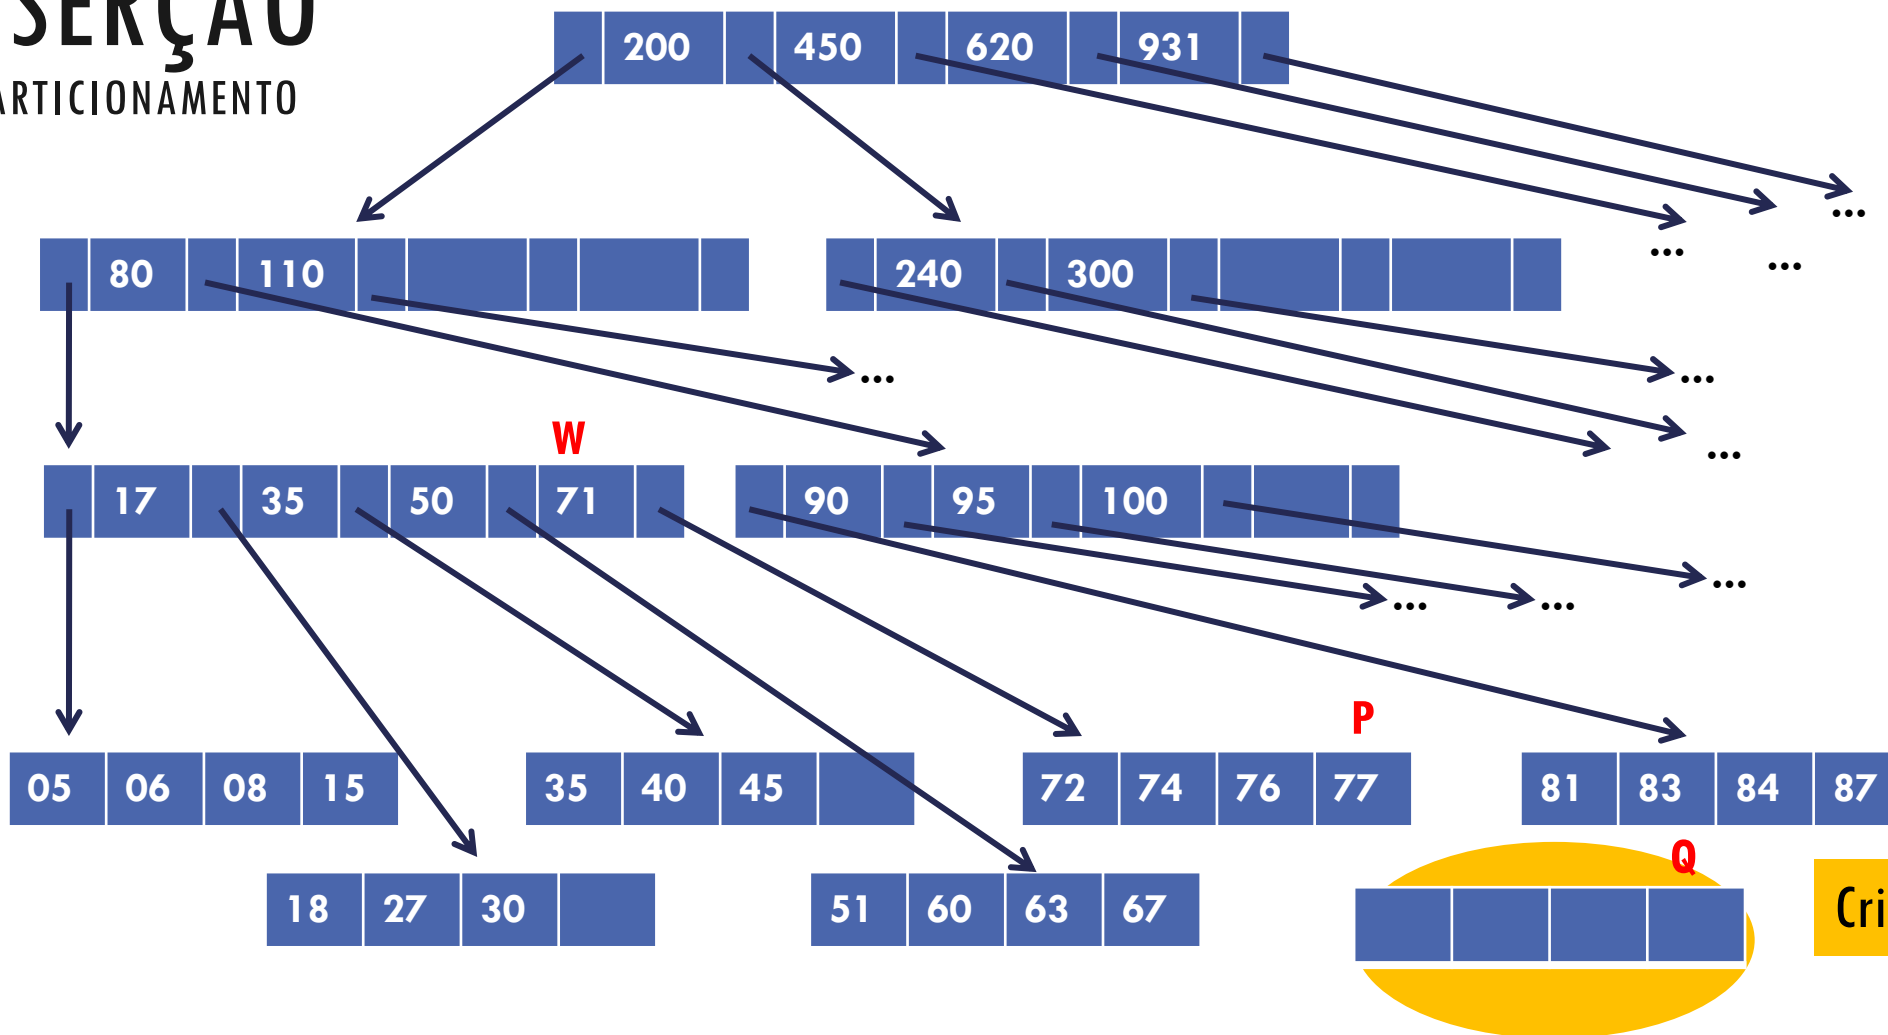 SERÇÃO
ARTICIONAMENTO
200 450 620 931
...
... ...
80 110 240 300
... ...
W
...
17 35 50 71 90 95 100
...
... ...
P
05 06 08 15 35 40 45 72 74 76 77 81 83 84 87
Q
18 27 30 51 60 63 67
Cri